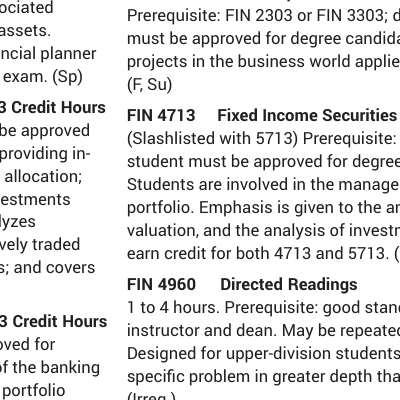 ociated
assets.
ncial planner
exam. (Sp)
3 Credit Hours
be approved
providing in-
allocation;
estments
lyzes
vely traded
s; and covers
3 Credit Hours
oved for
of the banking
portfolio
Prerequisite: FIN 2303 or FIN 3303; d
must be approved for degree candida
projects in the business world applie
(F, Su)
FIN 4713 Fixed Income Securities
(Slashlisted with 5713) Prerequisite:
student must be approved for degree
Students are involved in the manage
portfolio. Emphasis is given to the an
valuation, and the analysis of investm
earn credit for both 4713 and 5713. (
FIN 4960 Directed Readings
1 to 4 hours. Prerequisite: good stan
instructor and dean. May be repeated
Designed for upper-division students
specific problem in greater depth tha
(Irreg.)